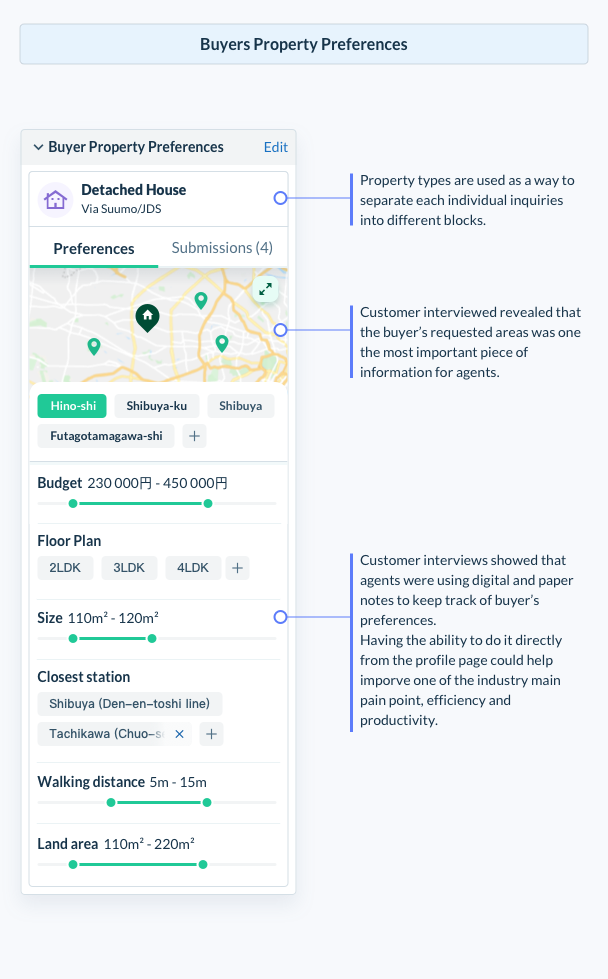 Buyers Property Preferences
Buyer Property Preferences Edit
Detached House
Via Suumo/JDS
Preferences Submissions (4)
Hino-shi Shibuya-ku Shibuya
Futagotamagawa-shi +
Budget 230 000円 - 450 000円
Floor Plan
2LDK 3LDK 4LDK +
Size 110m² - 120m²
Closest station
Shibuya (Den-en-toshi line)
Tachikawa (Chuo-s × +
Walking distance 5m - 15m
Land area 110m² - 220m²
Property types are used as a way to
separate each individual inquiries
into different blocks.
Customer interviewed revealed that
the buyer's requested areas was one
the most important piece of
information for agents.
Customer interviews showed that
agents were using digital and paper
notes to keep track of buyer's
preferences.
Having the ability to do it directly
from the profile page could help
imporve one of the industry main
pain point, efficiency and
productivity.